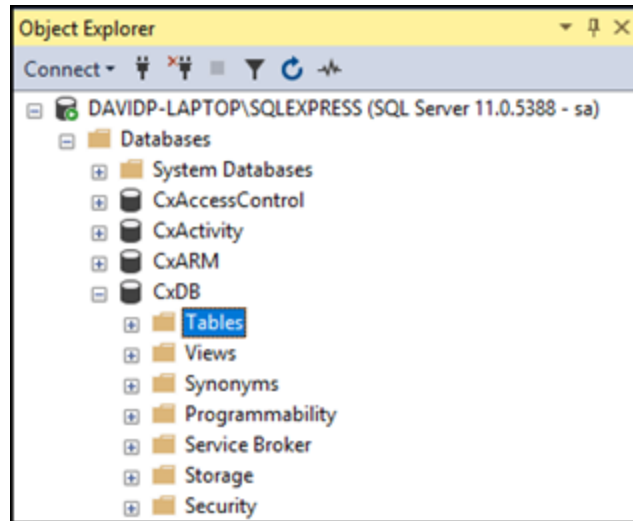 Object Explorer
Connect
DAVIDP-LAPTOP\SQLEXPRESS (SQL Server 11.0.5388 - sa)
Databases
System Databases
CxAccessControl
CxActivity
CxARM
CxDB
Tables
Views
Synonyms
Programmability
Service Broker
Storage
Security